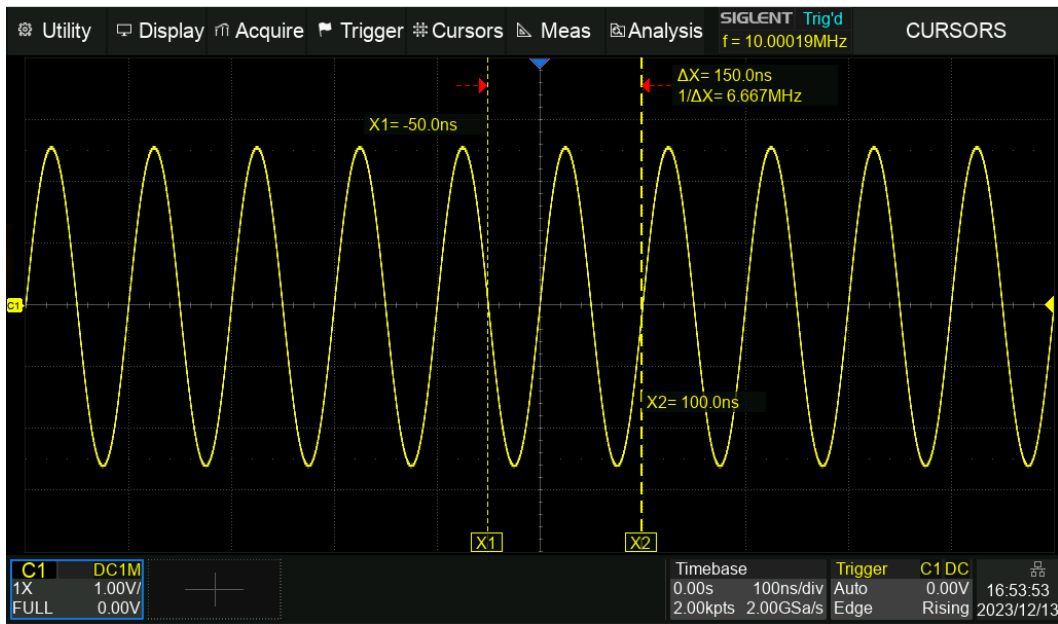 Utility Display Acquire Trigger Cursors Meas Analysis SIGLENT Trig'd CURSORS
f = 10.00019MHz
ΔX= 150.0ns
1/ΔX= 6.667MHz
X1= -50.0ns
C1
X2= 100.0ns
X1 X2
C1 DC1M
1X 1.00V/
FULL 0.00V
Timebase
0.00s 100ns/div
2.00kpts 2.00GSa/s
Trigger C1 DC
Auto 0.00V
Edge Rising
16:53:53
2023/12/13